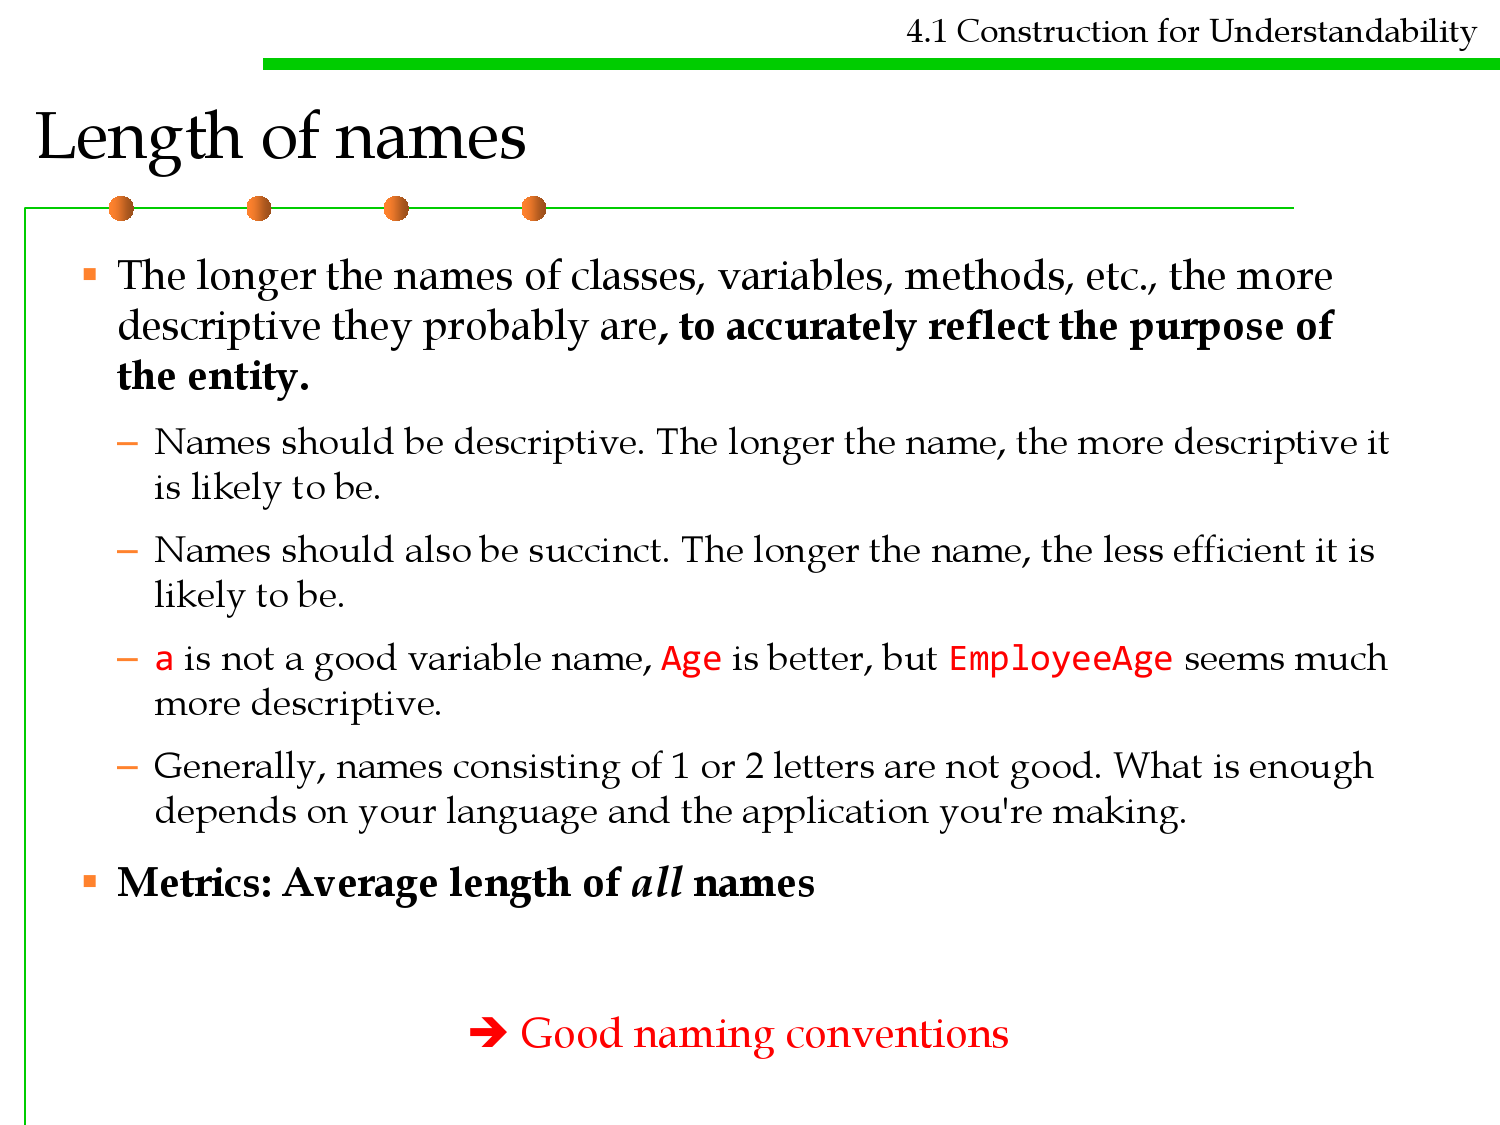 4.1 Construction for Understandability
Length of names
▪ The longer the names of classes, variables, methods, etc., the more
descriptive they probably are, to accurately reflect the purpose of
the entity.
– Names should be descriptive. The longer the name, the more descriptive it
is likely to be.
– Names should also be succinct. The longer the name, the less efficient it is
likely to be.
– a is not a good variable name, Age is better, but EmployeeAge seems much
more descriptive.
– Generally, names consisting of 1 or 2 letters are not good. What is enough
depends on your language and the application you're making.
▪ Metrics: Average length of all names
➔ Good naming conventions